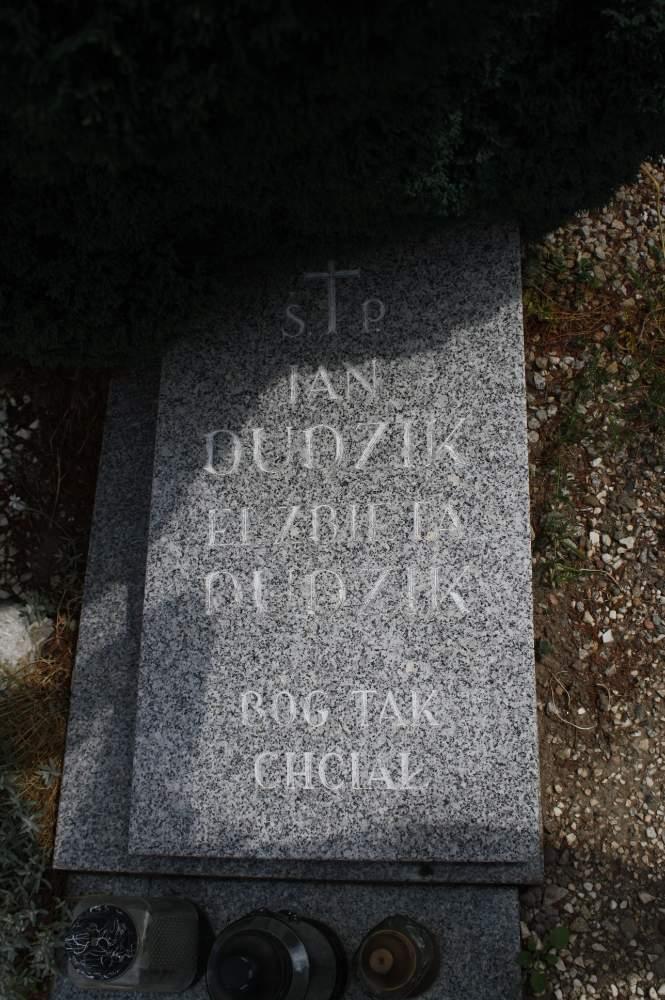 Ś. P.
JAN
DUDZIK
ELŻBIETA
DUDZIK
BÓG TAK
CHCIAŁ